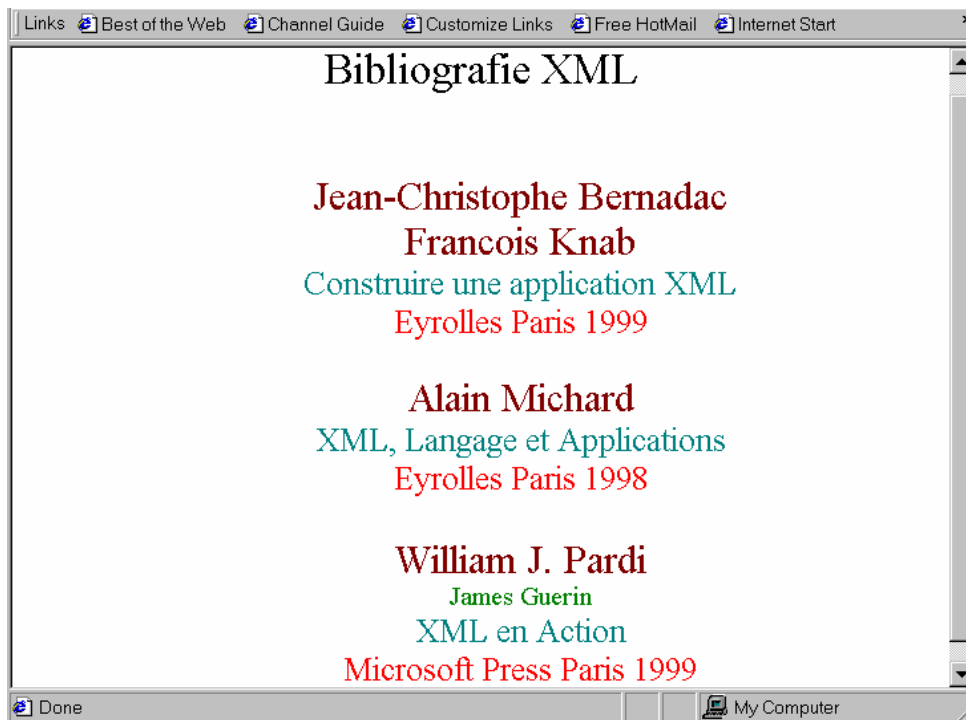 Links Best of the Web Channel Guide Customize Links Free HotMail Internet Start
Bibliografie XML
Jean-Christophe Bernadac
Francois Knab
Construire une application XML
Eyrolles Paris 1999
Alain Michard
XML, Langage et Applications
Eyrolles Paris 1998
William J. Pardi
James Guerin
XML en Action
Microsoft Press Paris 1999
Done My Computer